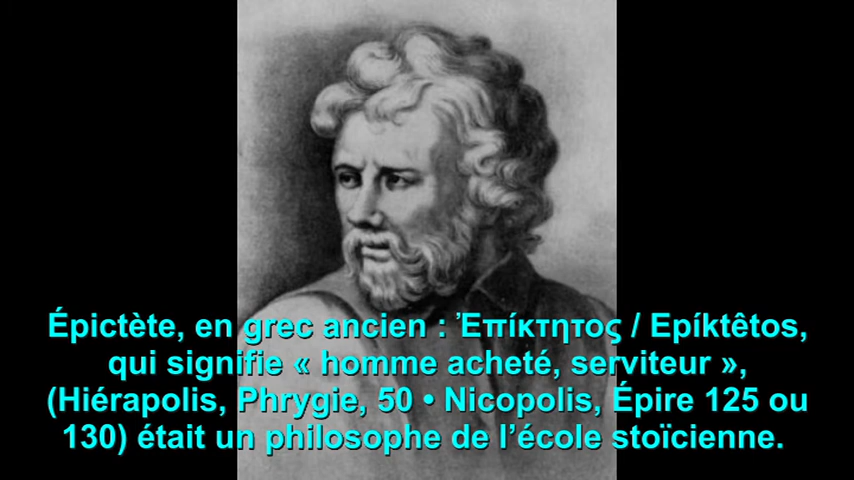 Épictète, en grec ancien : Ἐπίκτητος / Epíktêtos,
qui signifie « homme acheté, serviteur »,
(Hiérapolis, Phrygie, 50 • Nicopolis, Épire 125 ou
130) était un philosophe de l’école stoïcienne.